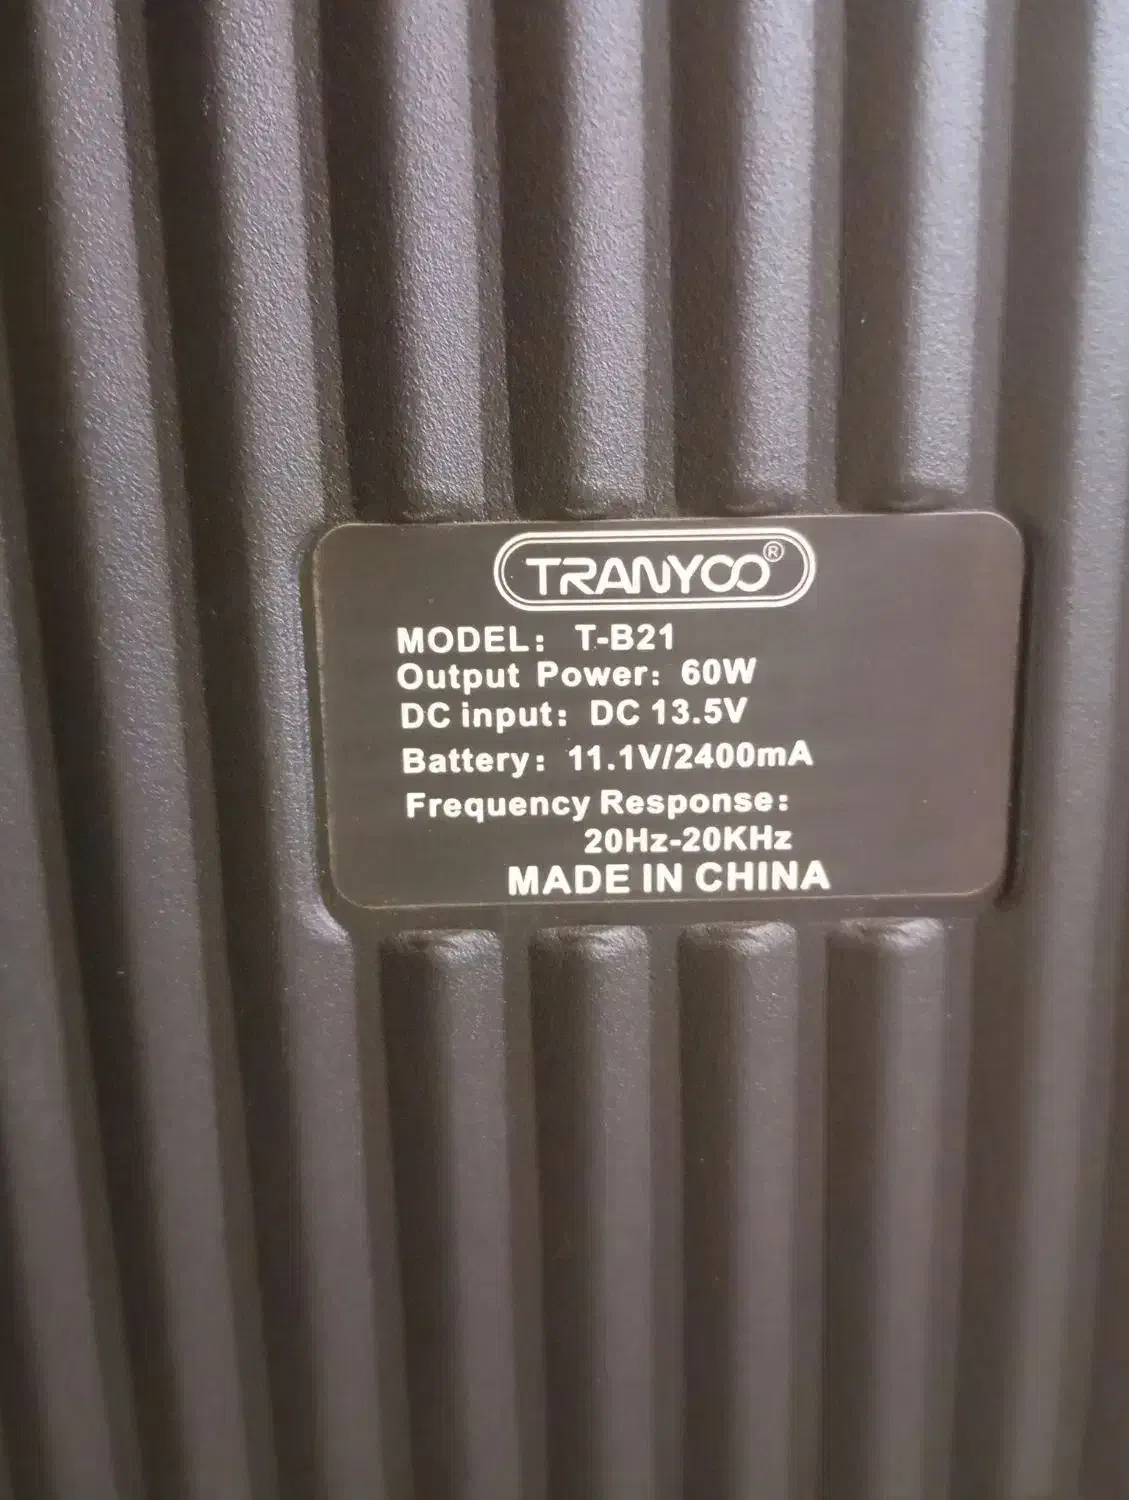 TRANYOO®
MODEL: T-B21
Output Power: 60W
DC input: DC 13.5V
Battery: 11.1V/2400mA
Frequency Response:
20Hz-20KHz
MADE IN CHINA